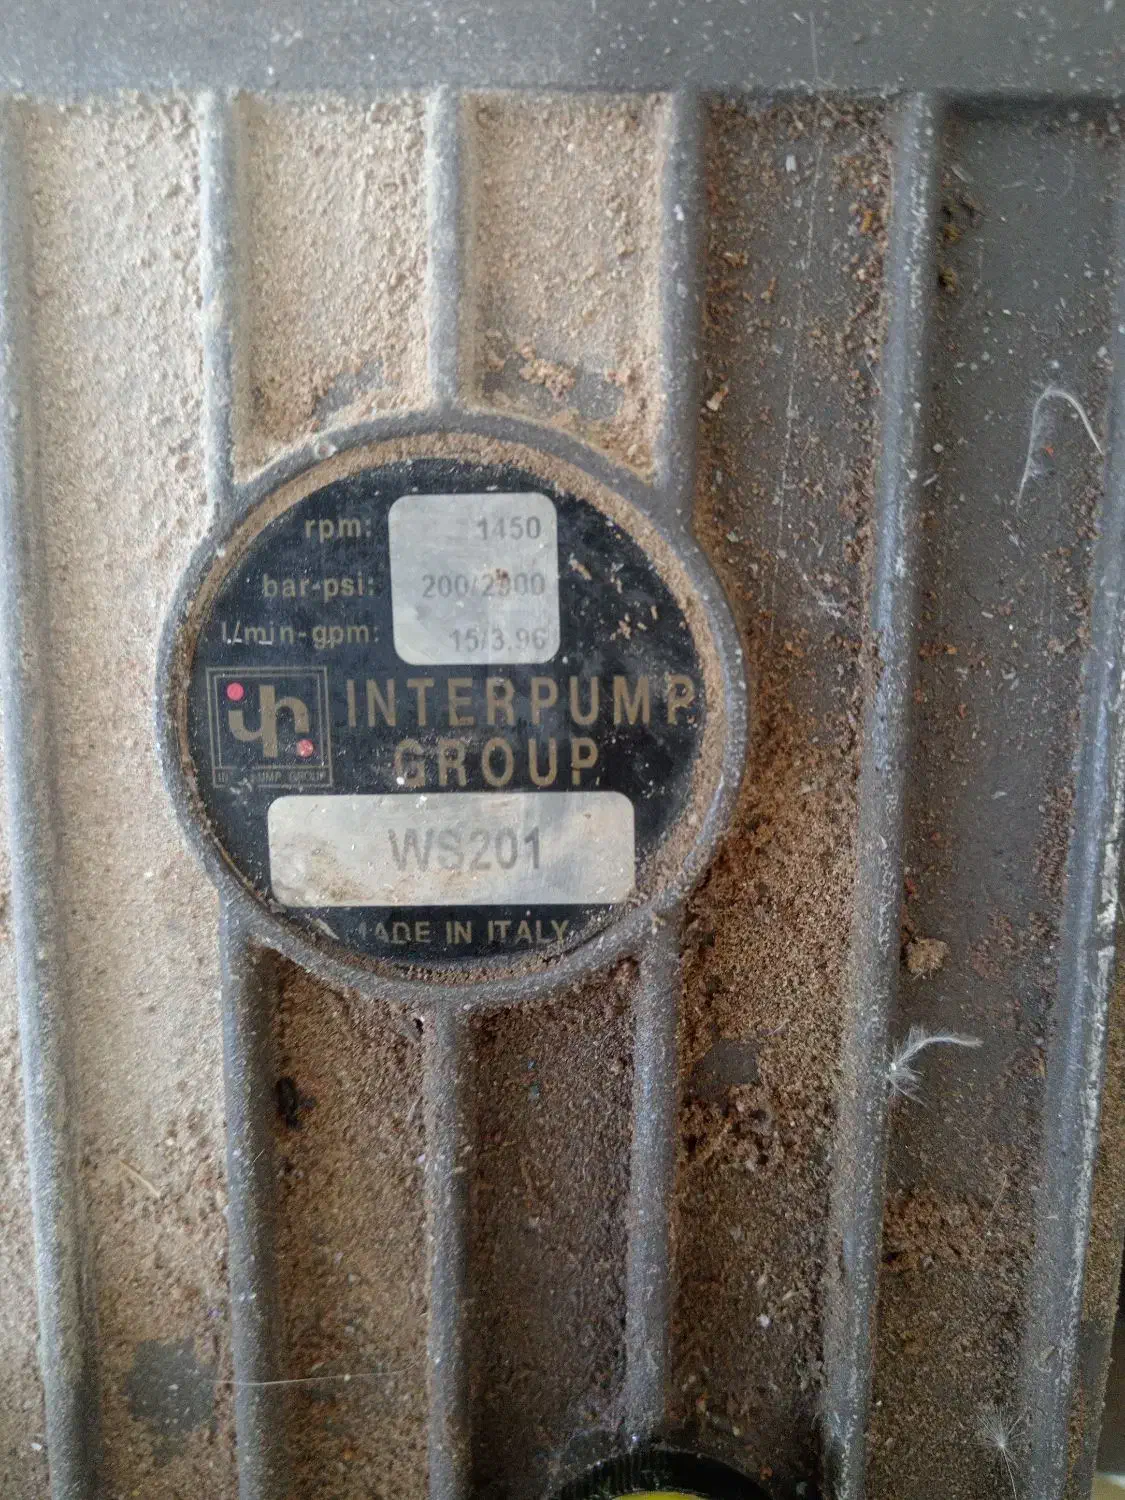 rpm: 1450
bar-psi: 200/2900
l/min-gpm: 15/3.96
INTERPUMP
GROUP
WS201
MADE IN ITALY